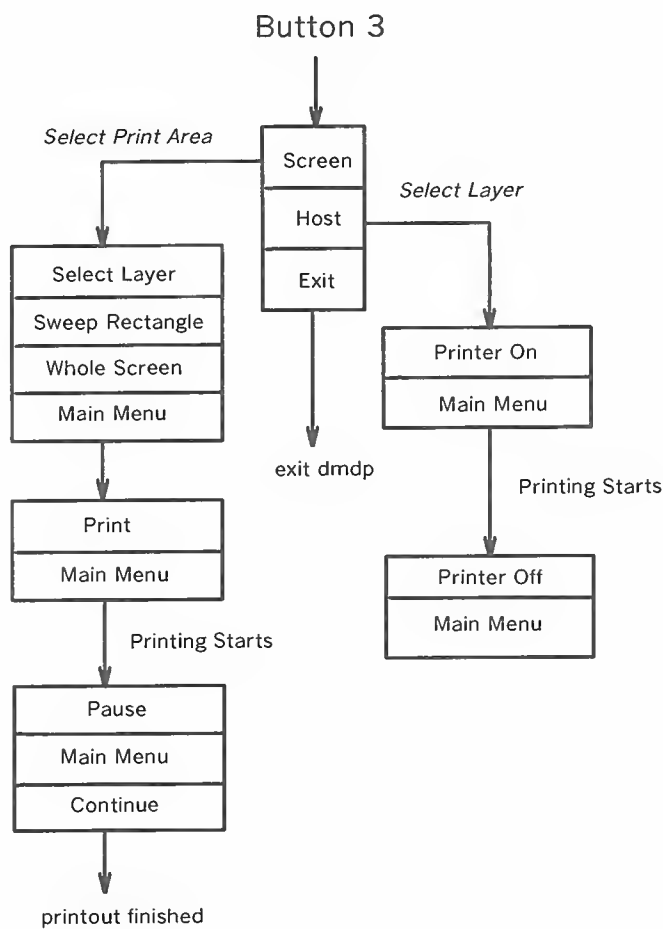 Button 3
Select Print Area
Screen
Host
Exit
Select Layer
Select Layer
Sweep Rectangle
Whole Screen
Main Menu
Printer On
Main Menu
exit dmdp
Printing Starts
Print
Main Menu
Printer Off
Main Menu
Printing Starts
Pause
Main Menu
Continue
printout finished